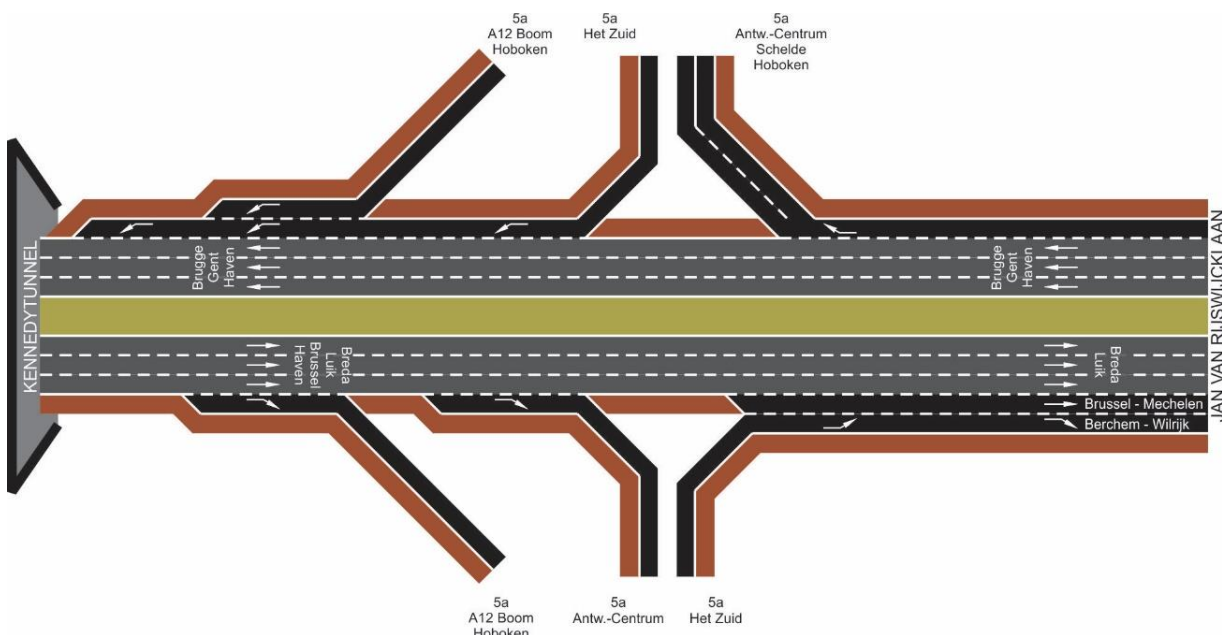 5a
A12 Boom
Hoboken
5a
Het Zuid
5a
Antw.-Centrum
Schelde
Hoboken
KENNEDYTUNNEL
Brugge
Gent
Haven
Brugge
Gent
Haven
JAN VAN RIJSWIJCKLAAN
Breda
Luik
Brussel
Haven
Breda
Luik
Brussel - Mechelen
Berchem - Wilrijk
5a
A12 Boom
Hoboken
5a
Antw.-Centrum
5a
Het Zuid